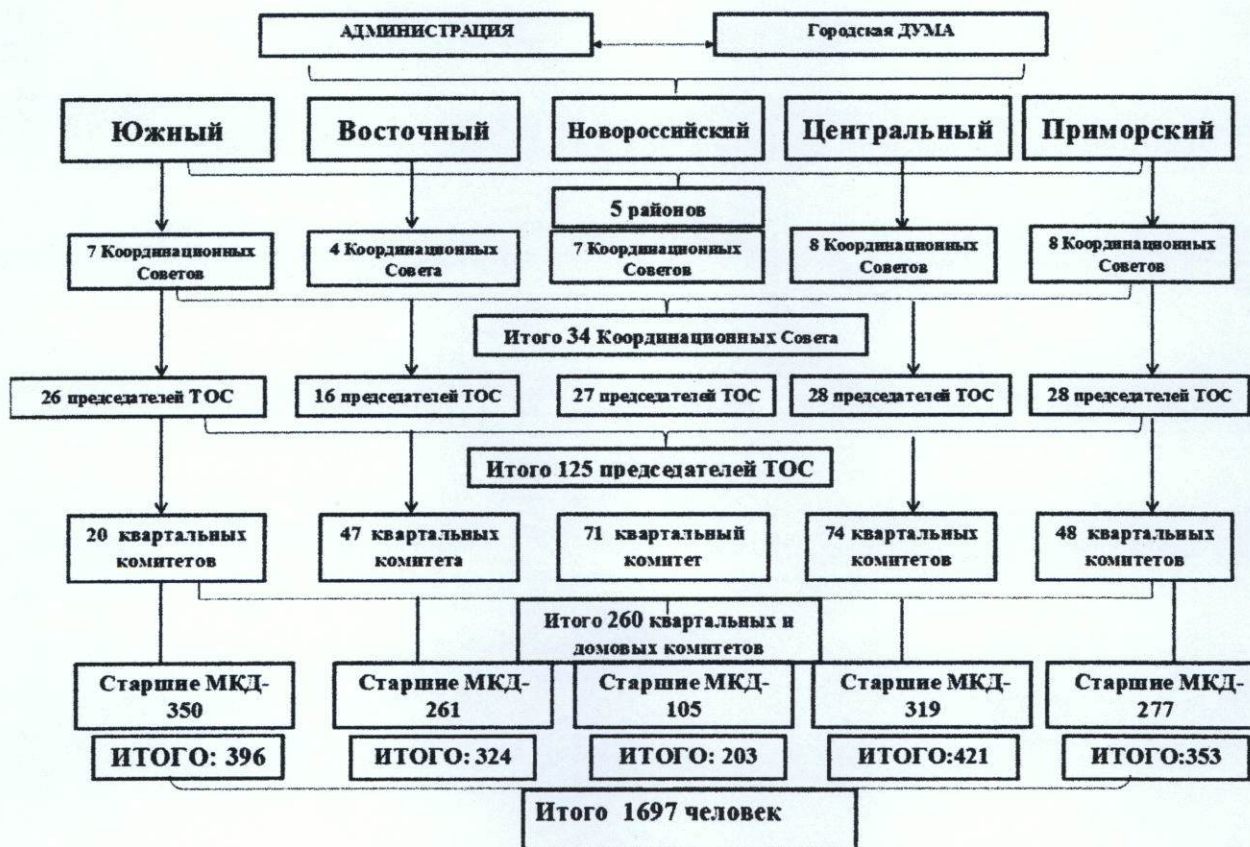 АДМИНИСТРАЦИЯ
Городская ДУМА
Южный
Восточный
Новороссийский
Центральный
Приморский
5 районов
7 Координационных
Советов
4 Координационных
Совета
7 Координационных
Советов
8 Координационных
Советов
8 Координационных
Советов
Итого 34 Координационных Совета
26 председателей ТОС
16 председателей ТОС
27 председателей ТОС
28 председателей ТОС
28 председателей ТОС
Итого 125 председателей ТОС
20 квартальных
комитетов
47 квартальных
комитета
71 квартальный
комитет
74 квартальных
комитетов
48 квартальных
комитетов
Итого 260 квартальных и
домовых комитетов
Старшие МКД-
350
Старшие МКД-
261
Старшие МКД-
105
Старшие МКД-
319
Старшие МКД-
277
ИТОГО: 396
ИТОГО: 324
ИТОГО: 203
ИТОГО:421
ИТОГО:353
Итого 1697 человек